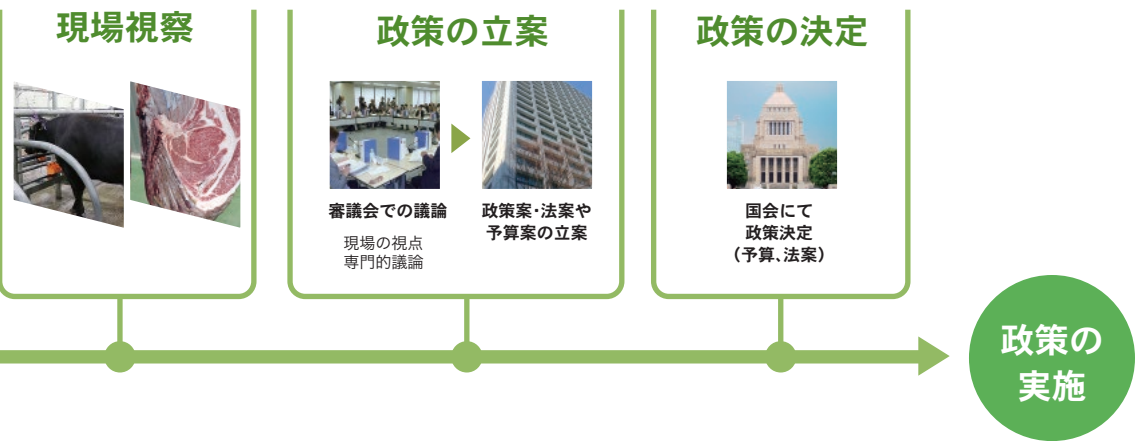 現場視察
政策の立案
審議会での議論
現場の視点
専門的議論
政策案・法案や
予算案の立案
政策の決定
国会にて
政策決定
（予算、法案）
政策の
実施